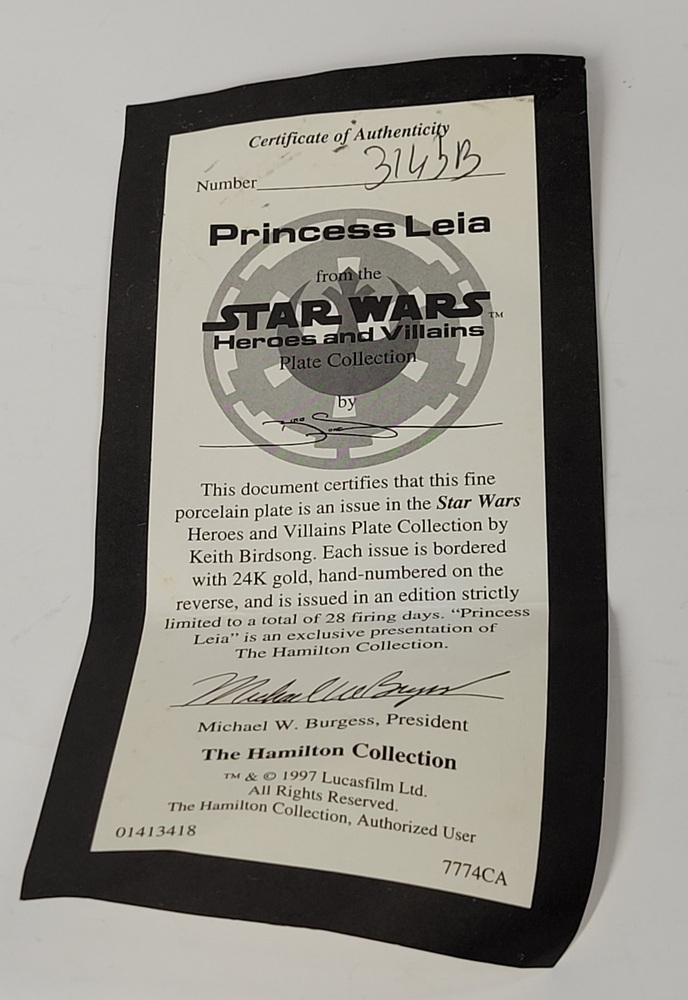 Certificate of Authenticity
Number 3145B
Princess Leia
from the
STAR WARS™
Heroes and Villains
Plate Collection
by
This document certifies that this fine
porcelain plate is an issue in the Star Wars
Heroes and Villains Plate Collection by
Keith Birdsong. Each issue is bordered
with 24K gold, hand-numbered on the
reverse, and is issued in an edition strictly
limited to a total of 28 firing days. “Princess
Leia” is an exclusive presentation of
The Hamilton Collection.
Michael W. Burgess, President
The Hamilton Collection
™ & © 1997 Lucasfilm Ltd.
All Rights Reserved.
The Hamilton Collection, Authorized User
01413418
7774CA